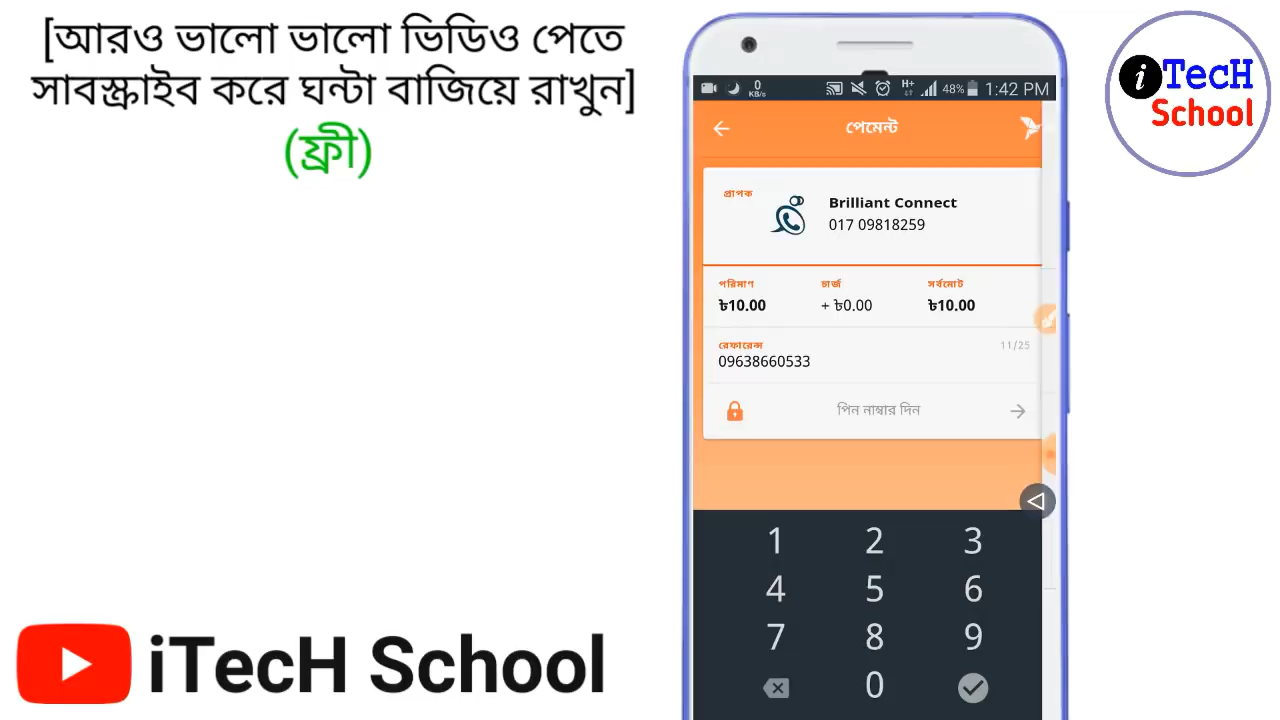 [আরও ভালো ভালো ভিডিও পেতে
সাবস্ক্রাইব করে ঘন্টা বাজিয়ে রাখুন]
(ফ্রী)
iTecH School
0
KB/s
H+
48%
1:42 PM
পেমেন্ট
প্রাপক
Brilliant Connect
017 09818259
পরিমাণ চার্জ সর্বমোট
৳10.00 + ৳0.00 ৳10.00
রেফারেন্স 11/25
09638660533
পিন নাম্বার দিন
1 2 3
4 5 6
7 8 9
0
i TecH
School